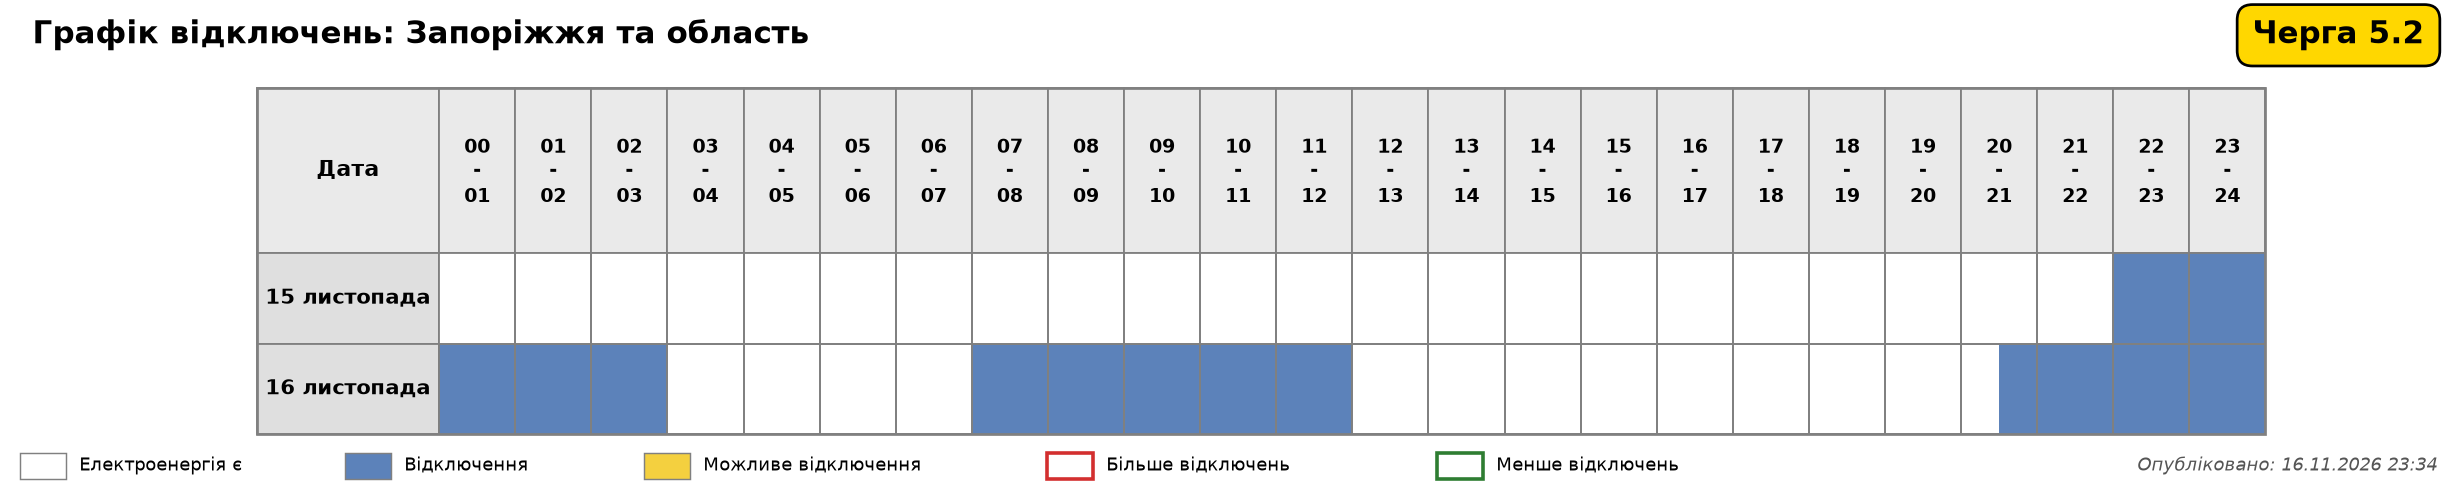 Графік відключень: Запоріжжя та область
Черга 5.2
Дата
00 - 01
01 - 02
02 - 03
03 - 04
04 - 05
05 - 06
06 - 07
07 - 08
08 - 09
09 - 10
10 - 11
11 - 12
12 - 13
13 - 14
14 - 15
15 - 16
16 - 17
17 - 18
18 - 19
19 - 20
20 - 21
21 - 22
22 - 23
23 - 24
15 листопада
16 листопада
Електроенергія є
Відключення
Можливе відключення
Більше відключень
Менше відключень
Опубліковано: 16.11.2026 23:34